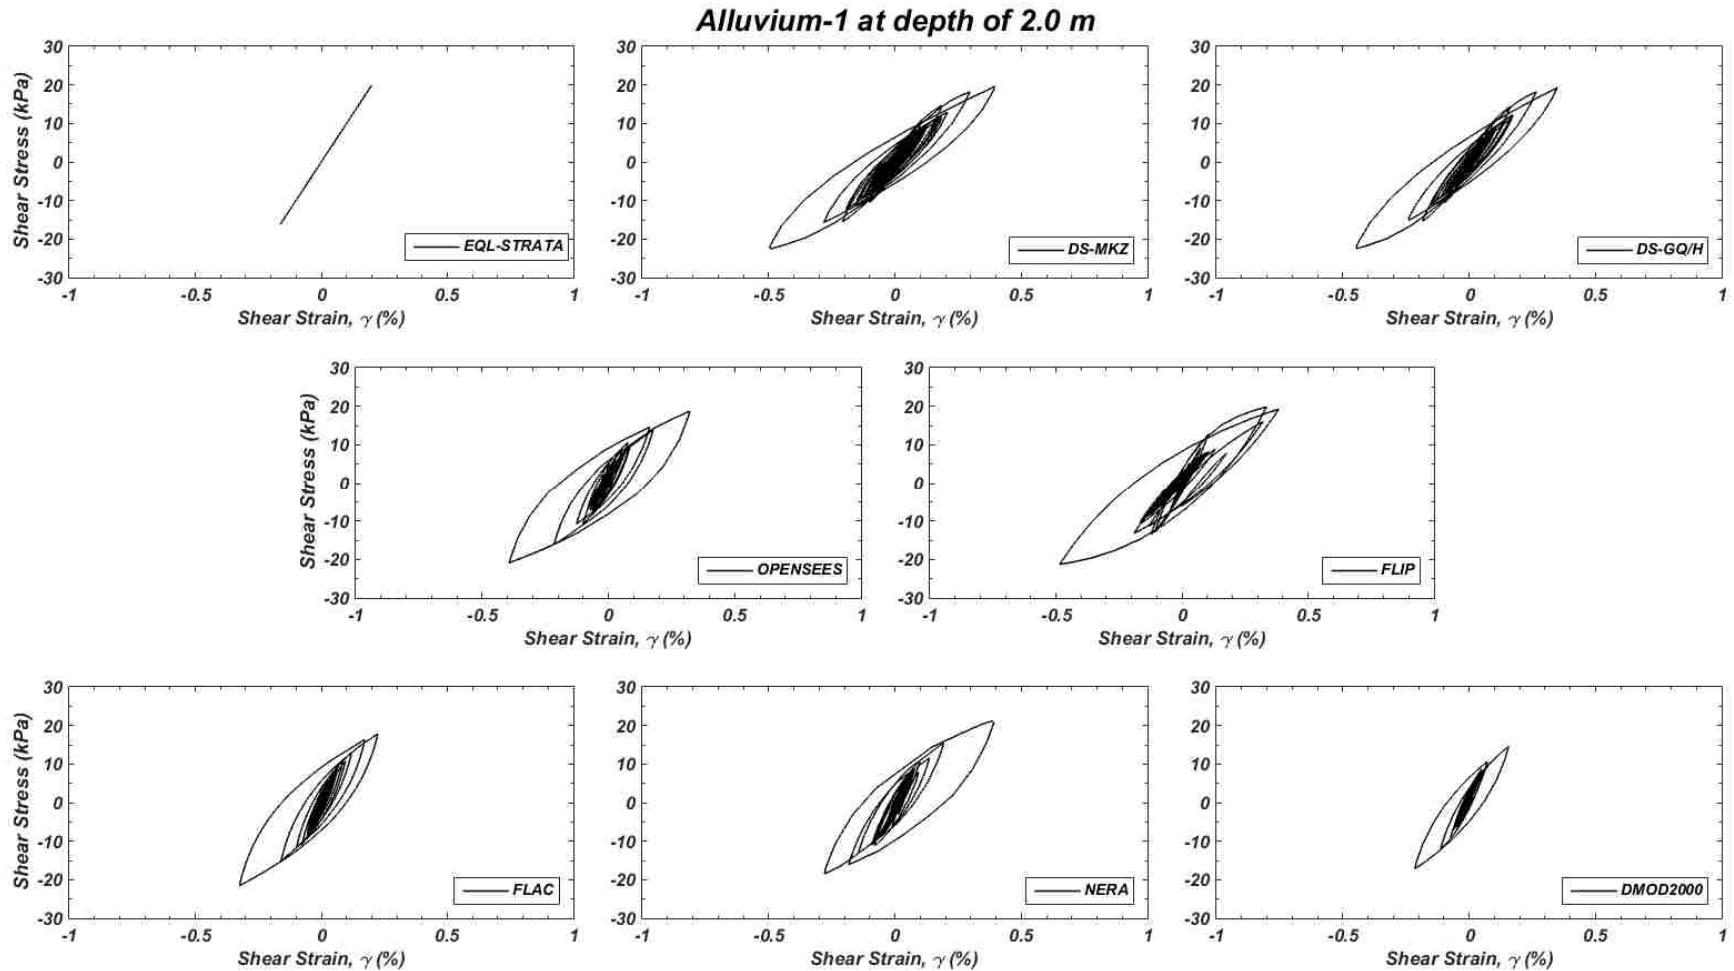 Alluvium-1 at depth of 2.0 m
30
20
10
0
-10
-20
-30
Shear Stress (kPa)
EQL-STRATA
-1 -0.5 0 0.5 1
Shear Strain, γ (%)
30
20
10
0
-10
-20
-30
DS-MKZ
-1 -0.5 0 0.5 1
Shear Strain, γ (%)
30
20
10
0
-10
-20
-30
DS-GQ/H
-1 -0.5 0 0.5 1
Shear Strain, γ (%)
30
20
10
0
-10
-20
-30
Shear Stress (kPa)
OPENSEES
-1 -0.5 0 0.5 1
Shear Strain, γ (%)
30
20
10
0
-10
-20
-30
FLIP
-1 -0.5 0 0.5 1
Shear Strain, γ (%)
30
20
10
0
-10
-20
-30
Shear Stress (kPa)
FLAC
-1 -0.5 0 0.5 1
Shear Strain, γ (%)
30
20
10
0
-10
-20
-30
NERA
-1 -0.5 0 0.5 1
Shear Strain, γ (%)
30
20
10
0
-10
-20
-30
DMOD2000
-1 -0.5 0 0.5 1
Shear Strain, γ (%)